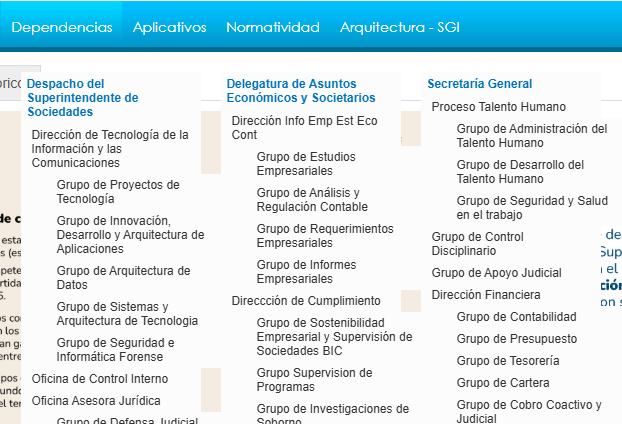 Dependencias
Aplicativos
Normatividad
Arquitectura - SGI
Despacho del
Superintendente de
Sociedades
Dirección de Tecnología de la
Información y las
Comunicaciones
Grupo de Proyectos de
Tecnología
Grupo de Innovación,
Desarrollo y Arquitectura de
Aplicaciones
Grupo de Arquitectura de
Datos
Grupo de Sistemas y
Arquitectura de Tecnologia
Grupo de Seguridad e
Informática Forense
Oficina de Control Interno
Oficina Asesora Jurídica
Grupo de Defensa Judicial
Delegatura de Asuntos
Económicos y Societarios
Dirección Info Emp Est Eco
Cont
Grupo de Estudios
Empresariales
Grupo de Análisis y
Regulación Contable
Grupo de Requerimientos
Empresariales
Grupo de Informes
Empresariales
Direccción de Cumplimiento
Grupo de Sostenibilidad
Empresarial y Supervisión de
Sociedades BIC
Grupo Supervisión de
Programas
Grupo de Investigaciones de
Soborno
Secretaría General
Proceso Talento Humano
Grupo de Administración del
Talento Humano
Grupo de Desarrollo del
Talento Humano
Grupo de Seguridad y Salud
en el trabajo
Grupo de Control
Disciplinario
Grupo de Apoyo Judicial
Dirección Financiera
Grupo de Contabilidad
Grupo de Presupuesto
Grupo de Tesorería
Grupo de Cartera
Grupo de Cobro Coactivo y
Judicial